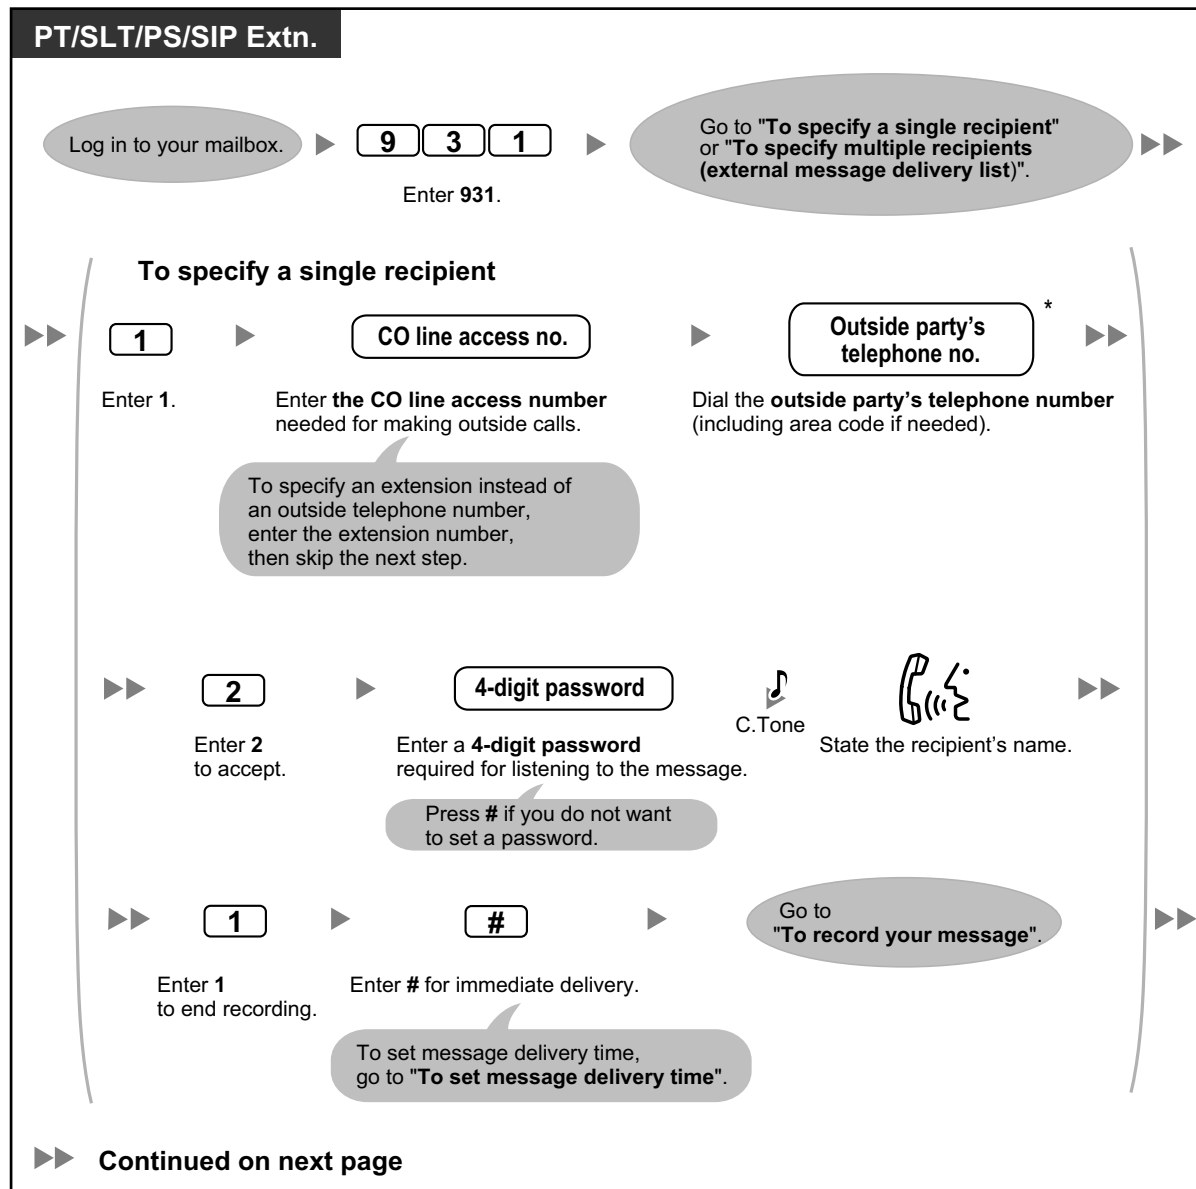 PT/SLT/PS/SIP Extn.
Log in to your mailbox.
9 3 1
Enter 931.
Go to "To specify a single recipient"
or "To specify multiple recipients
(external message delivery list)".
To specify a single recipient
1
Enter 1.
CO line access no.
Enter the CO line access number
needed for making outside calls.
To specify an extension instead of
an outside telephone number,
enter the extension number,
then skip the next step.
Outside party's
telephone no.
*
Dial the outside party's telephone number
(including area code if needed).
2
Enter 2
to accept.
4-digit password
Enter a 4-digit password
required for listening to the message.
Press # if you do not want
to set a password.
C.Tone
State the recipient's name.
1
Enter 1
to end recording.
#
Enter # for immediate delivery.
To set message delivery time,
go to "To set message delivery time".
Go to
"To record your message".
Continued on next page